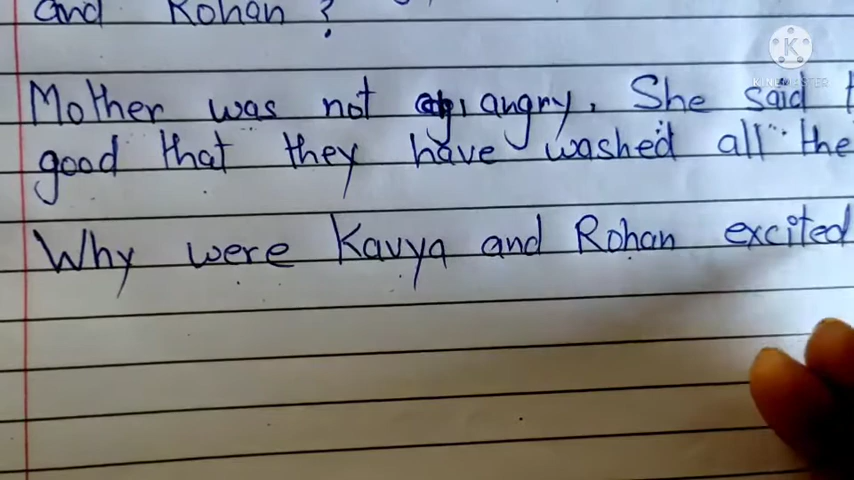 and Rohan ?
K
KINEMASTER
Mother was not angry. She said t
good that they have washed all the
Why were Kavya and Rohan excited